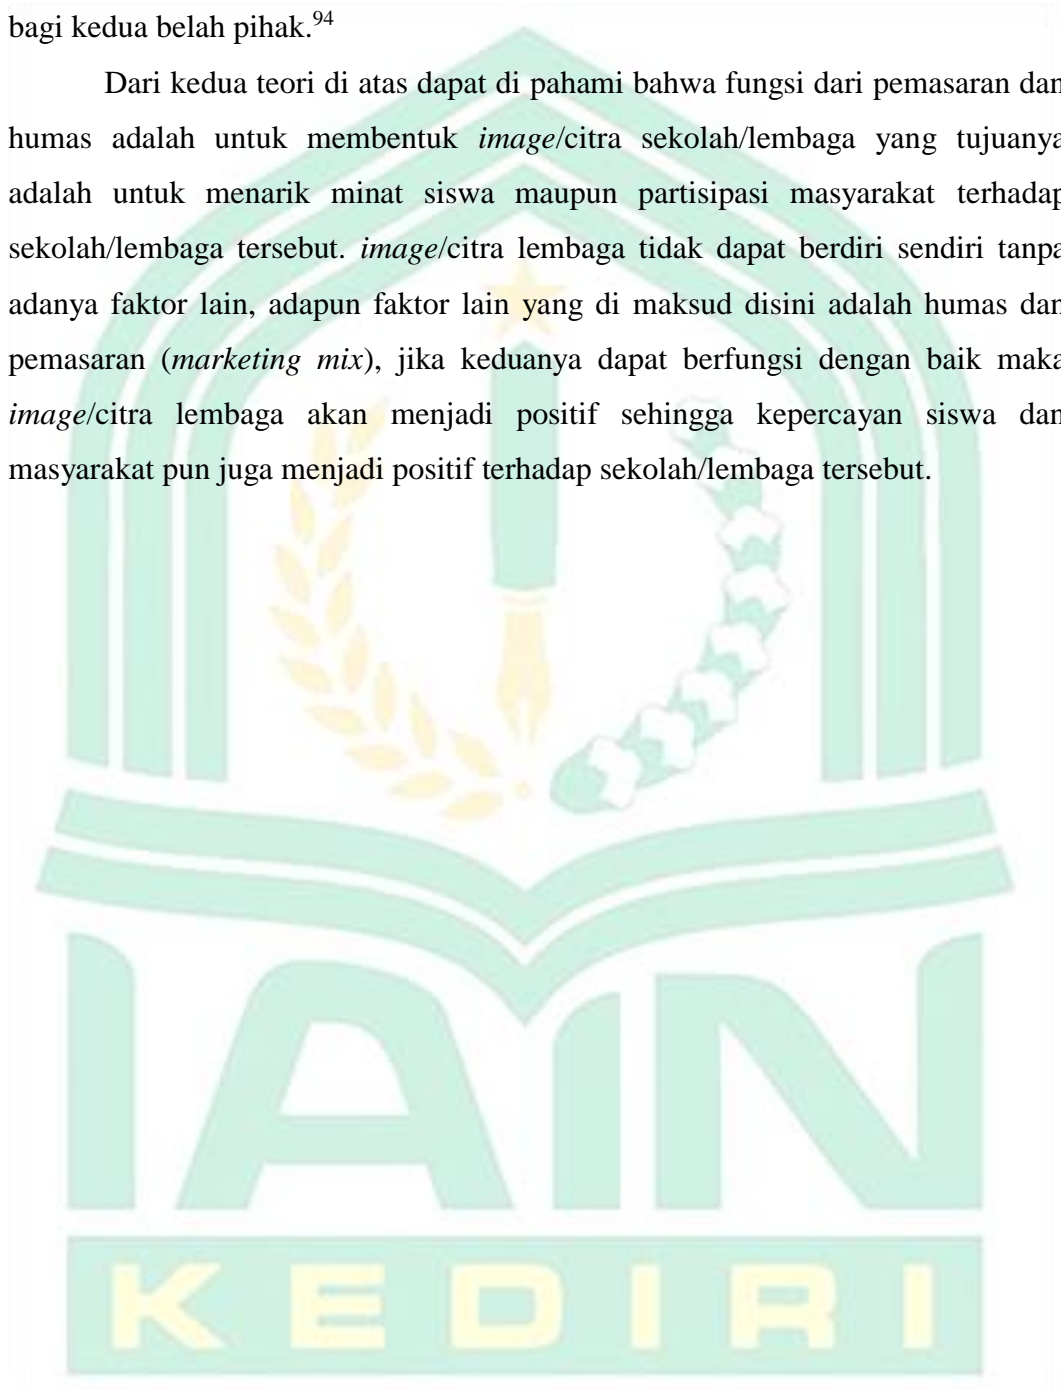 bagi kedua belah pihak.94
Dari kedua teori di atas dapat di pahami bahwa fungsi dari pemasaran dan
humas adalah untuk membentuk image/citra sekolah/lembaga yang tujuanya
adalah untuk menarik minat siswa maupun partisipasi masyarakat terhadap
sekolah/lembaga tersebut. image/citra lembaga tidak dapat berdiri sendiri tanpa
adanya faktor lain, adapun faktor lain yang di maksud disini adalah humas dan
pemasaran (marketing mix), jika keduanya dapat berfungsi dengan baik maka
image/citra lembaga akan menjadi positif sehingga kepercayan siswa dan
masyarakat pun juga menjadi positif terhadap sekolah/lembaga tersebut.
IAIN
KEDIRI